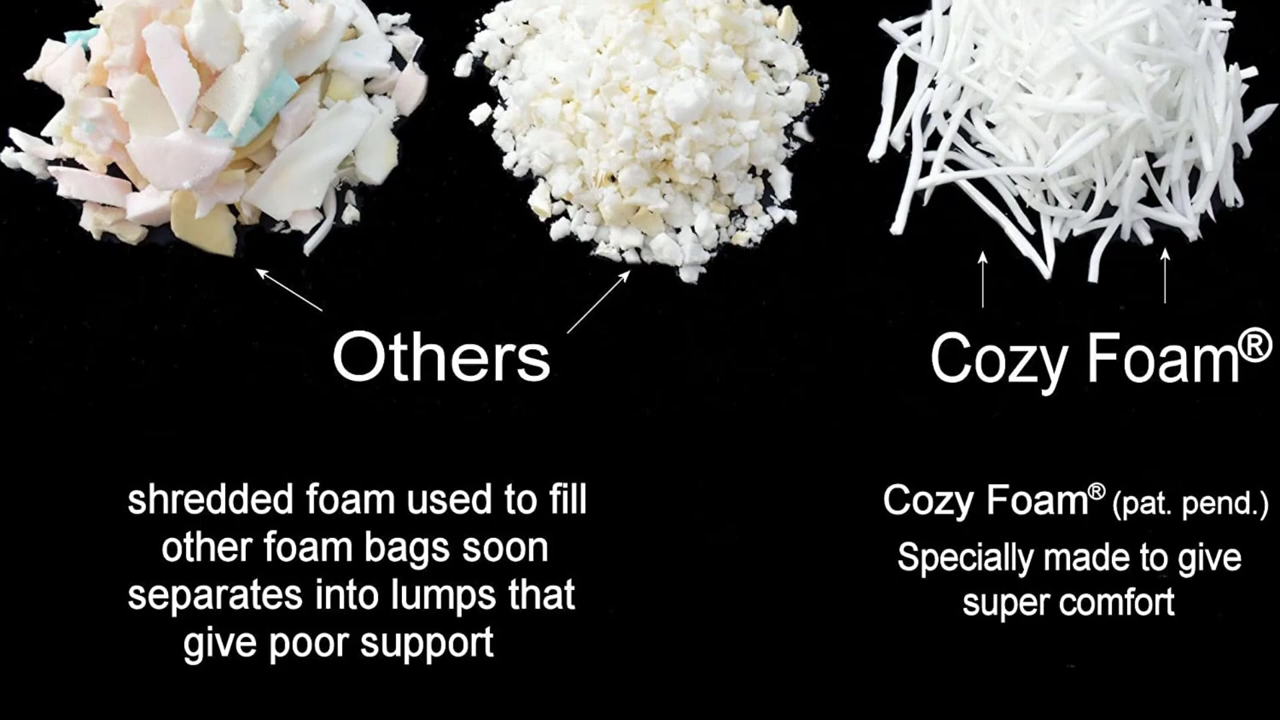 Others
Cozy Foam®
shredded foam used to fill
other foam bags soon
separates into lumps that
give poor support
Cozy Foam® (pat. pend.)
Specially made to give
super comfort